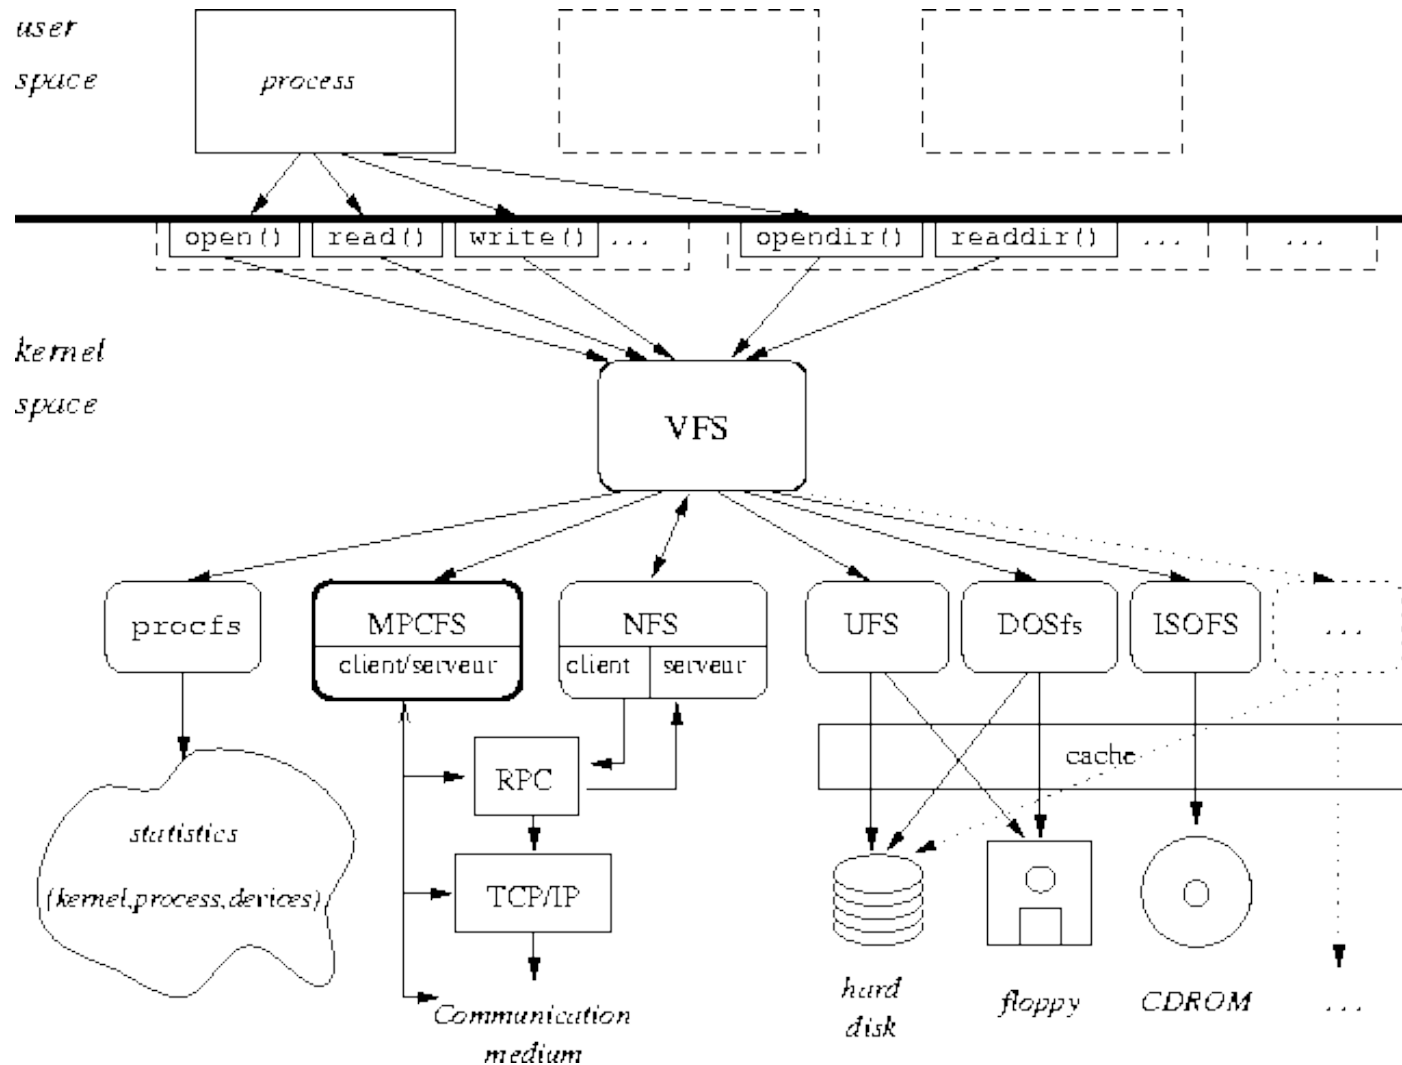 user
space
process
open()
read()
write()
...
opendir()
readdir()
...
...
kernel
space
VFS
procfs
MPCFS
client/serveur
NFS
client
serveur
UFS
DOSfs
ISOFS
...
cache
RPC
statistics
(kernel,process,devices)
TCP/IP
Communication
medium
hard
disk
floppy
CDROM
...